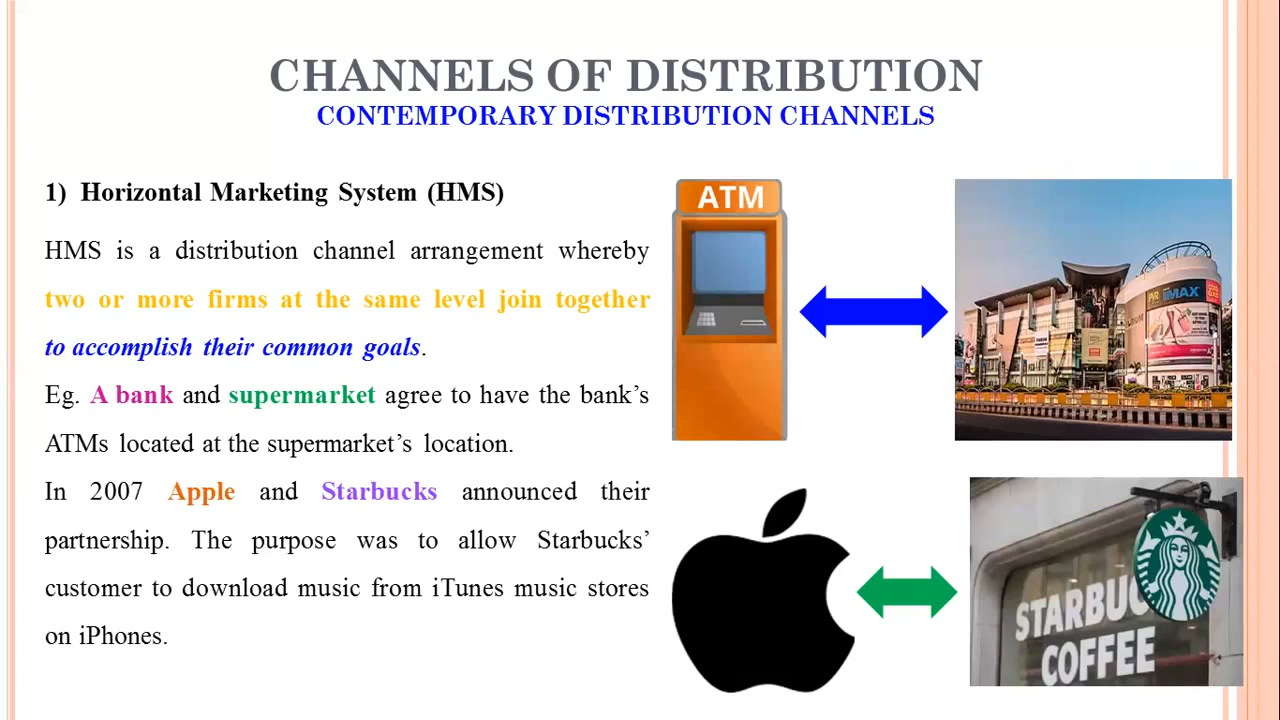 CHANNELS OF DISTRIBUTION
CONTEMPORARY DISTRIBUTION CHANNELS
1) Horizontal Marketing System (HMS)
HMS is a distribution channel arrangement whereby
two or more firms at the same level join together
to accomplish their common goals.
Eg. A bank and supermarket agree to have the bank’s
ATMs located at the supermarket’s location.
In 2007 Apple and Starbucks announced their
partnership. The purpose was to allow Starbucks’
customer to download music from iTunes music stores
on iPhones.
ATM
PVR IMAX
STARBUC
COFFEE